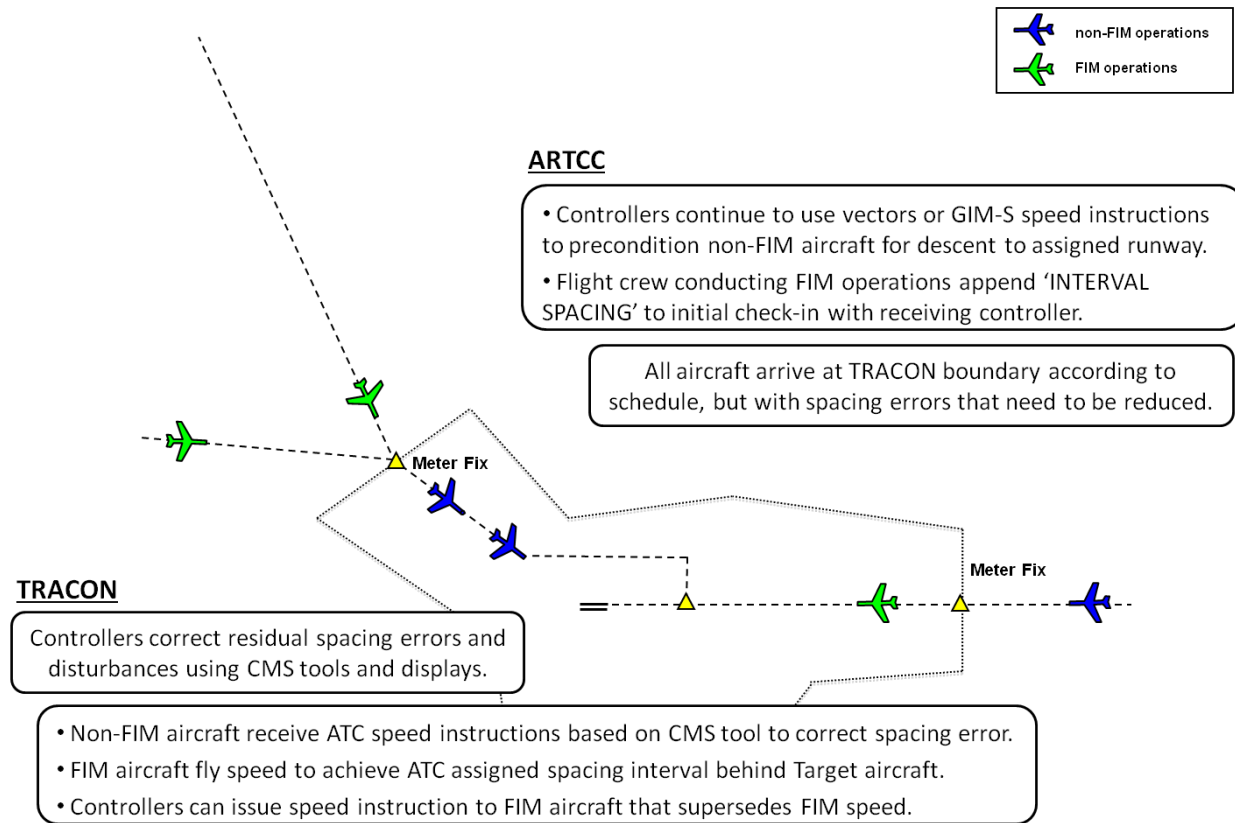 non-FIM operations
FIM operations
ARTCC
• Controllers continue to use vectors or GIM-S speed instructions
to precondition non-FIM aircraft for descent to assigned runway.
• Flight crew conducting FIM operations append ‘INTERVAL
SPACING’ to initial check-in with receiving controller.
All aircraft arrive at TRACON boundary according to
schedule, but with spacing errors that need to be reduced.
Meter Fix
Meter Fix
TRACON
Controllers correct residual spacing errors and
disturbances using CMS tools and displays.
• Non-FIM aircraft receive ATC speed instructions based on CMS tool to correct spacing error.
• FIM aircraft fly speed to achieve ATC assigned spacing interval behind Target aircraft.
• Controllers can issue speed instruction to FIM aircraft that supersedes FIM speed.